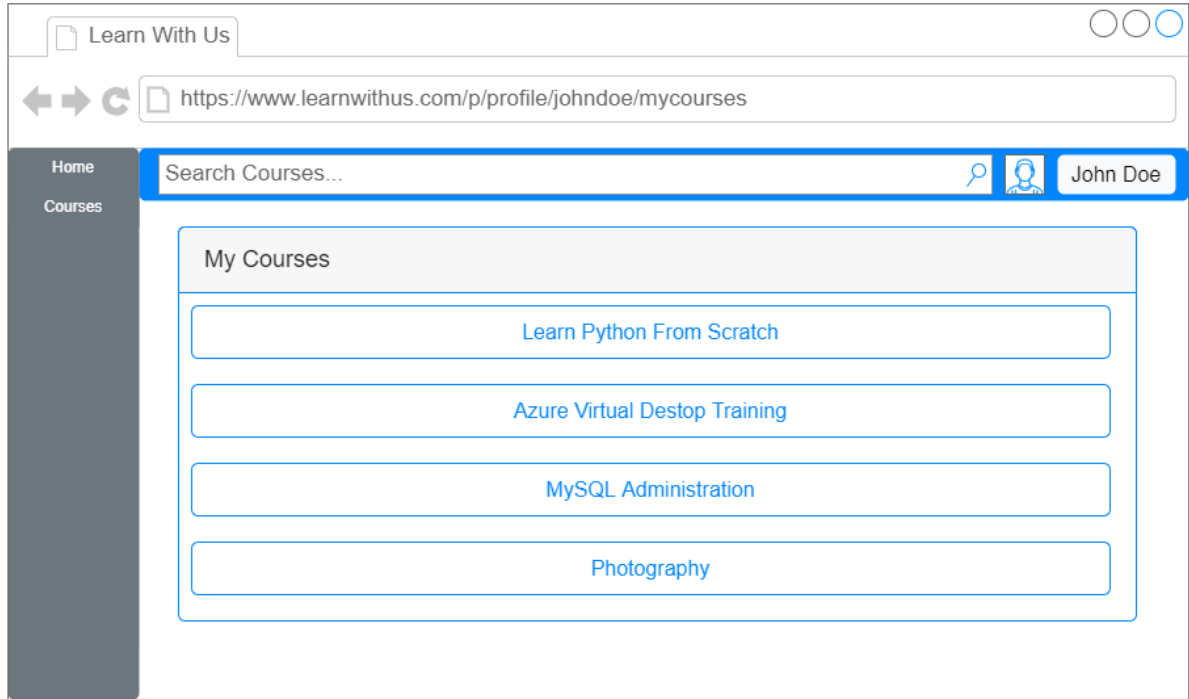 Learn With Us
https://www.learnwithus.com/p/profile/johndoe/mycourses
Home
Search Courses...
John Doe
Courses
My Courses
Learn Python From Scratch
Azure Virtual Destop Training
MySQL Administration
Photography